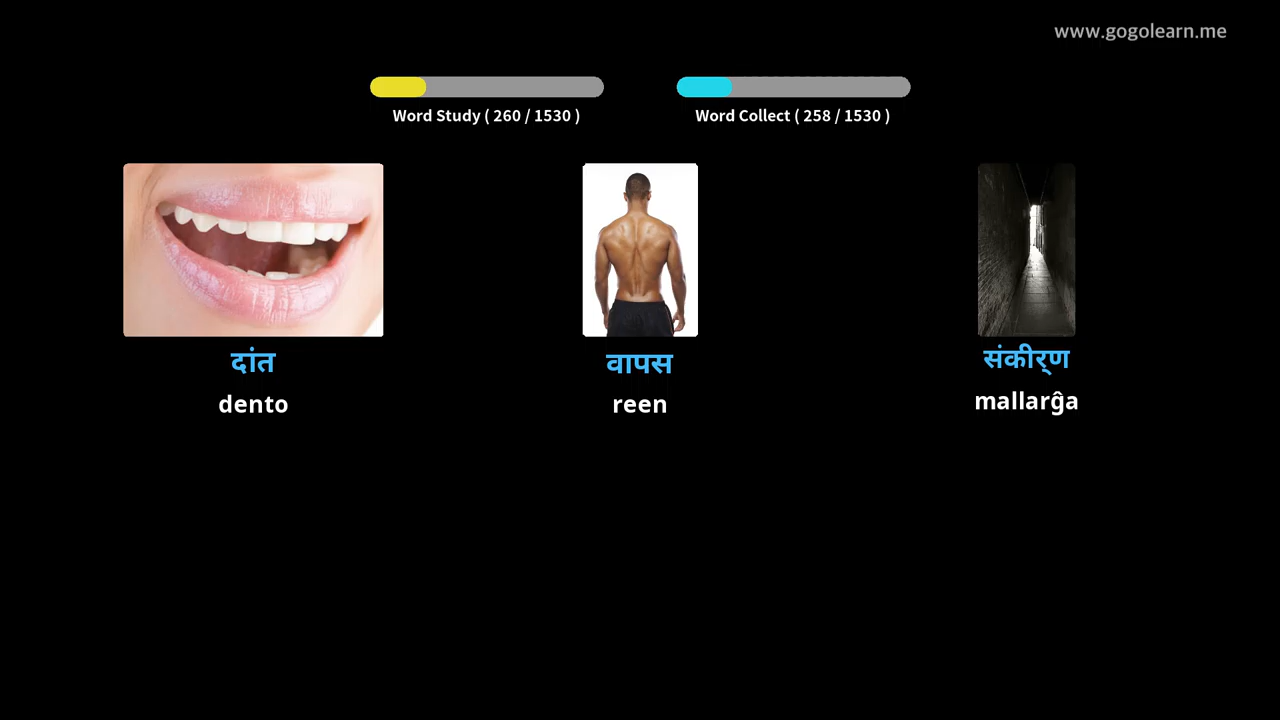 www.gogolearn.me
Word Study ( 260 / 1530 )
Word Collect ( 258 / 1530 )
दांत
वापस
संकीर्ण
dento
reen
mallarĝa